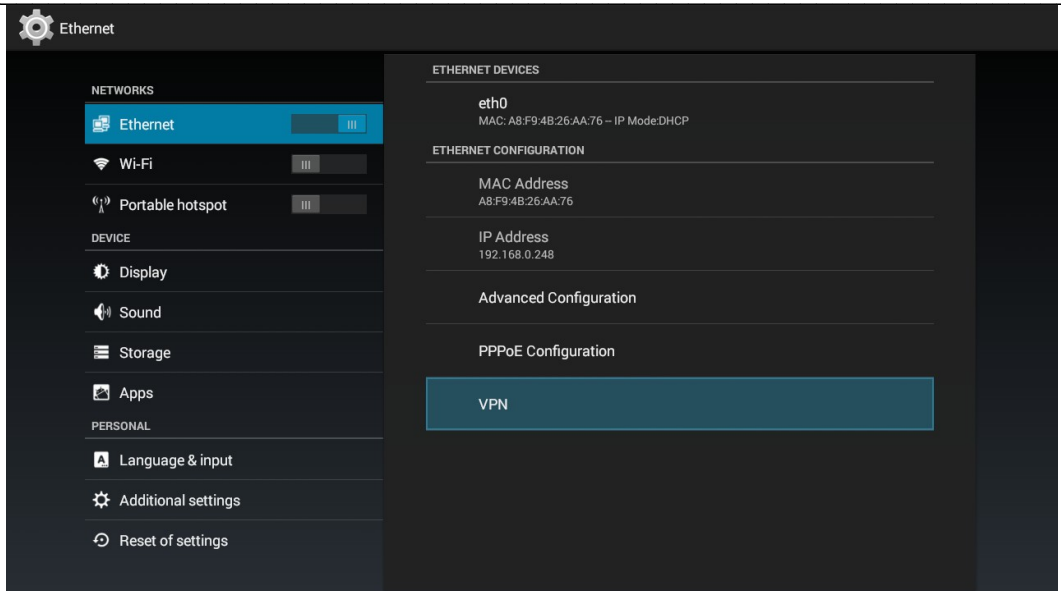 Ethernet
NETWORKS
Ethernet
Wi-Fi
Portable hotspot
DEVICE
Display
Sound
Storage
Apps
PERSONAL
Language & input
Additional settings
Reset of settings
ETHERNET DEVICES
eth0
MAC: A8:F9:4B:26:AA:76 -- IP Mode:DHCP
ETHERNET CONFIGURATION
MAC Address
A8:F9:4B:26:AA:76
IP Address
192.168.0.248
Advanced Configuration
PPPoE Configuration
VPN